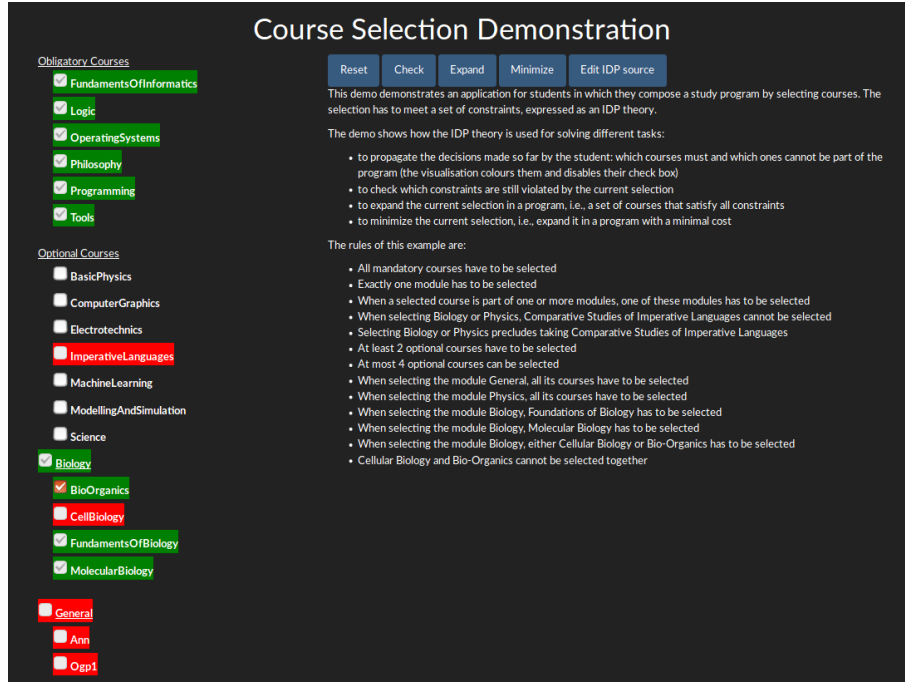 Course Selection Demonstration
Obligatory Courses
FundamentsOfInformatics
Logic
OperatingSystems
Philosophy
Programming
Tools
Optional Courses
BasicPhysics
ComputerGraphics
Electrotechnics
ImperativeLanguages
MachineLearning
ModellingAndSimulation
Science
Biology
BioOrganics
CellBiology
FundamentsOfBiology
MolecularBiology
General
Ann
Ogp1
Reset Check Expand Minimize Edit IDP source
This demo demonstrates an application for students in which they compose a study program by selecting courses. The
selection has to meet a set of constraints, expressed as an IDP theory.
The demo shows how the IDP theory is used for solving different tasks:
• to propagate the decisions made so far by the student: which courses must and which ones cannot be part of the
program (the visualisation colours them and disables their check box)
• to check which constraints are still violated by the current selection
• to expand the current selection in a program, i.e., a set of courses that satisfy all constraints
• to minimize the current selection, i.e., expand it in a program with a minimal cost
The rules of this example are:
• All mandatory courses have to be selected
• Exactly one module has to be selected
• When a selected course is part of one or more modules, one of these modules has to be selected
• When selecting Biology or Physics, Comparative Studies of Imperative Languages cannot be selected
• Selecting Biology or Physics precludes taking Comparative Studies of Imperative Languages
• At least 2 optional courses have to be selected
• At most 4 optional courses can be selected
• When selecting the module General, all its courses have to be selected
• When selecting the module Physics, all its courses have to be selected
• When selecting the module Biology, Foundations of Biology has to be selected
• When selecting the module Biology, Molecular Biology has to be selected
• When selecting the module Biology, either Cellular Biology or Bio-Organics has to be selected
• Cellular Biology and Bio-Organics cannot be selected together